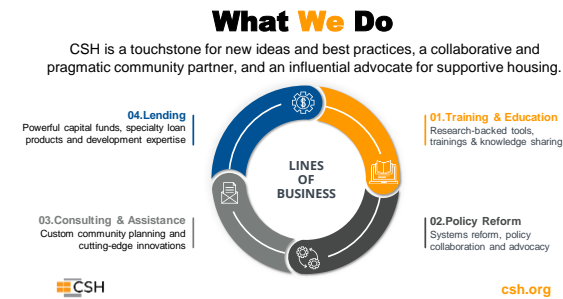 What We Do
CSH is a touchstone for new ideas and best practices, a collaborative and
pragmatic community partner, and an influential advocate for supportive housing.
04.Lending
Powerful capital funds, specialty loan
products and development expertise
01.Training & Education
Research-backed tools,
trainings & knowledge sharing
LINES
OF
BUSINESS
03.Consulting & Assistance
Custom community planning and
cutting-edge innovations
02.Policy Reform
Systems reform, policy
collaboration and advocacy
CSH
csh.org